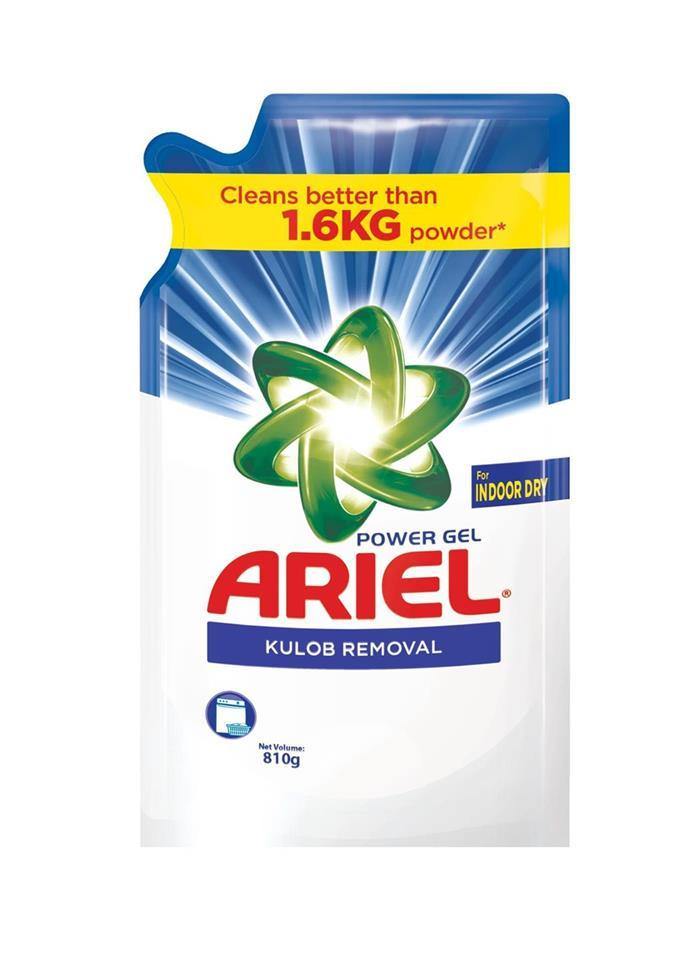 Cleans better than
1.6KG powder*
For
INDOOR DRY
POWER GEL
ARIEL®
KULOB REMOVAL
Net Volume:
810g